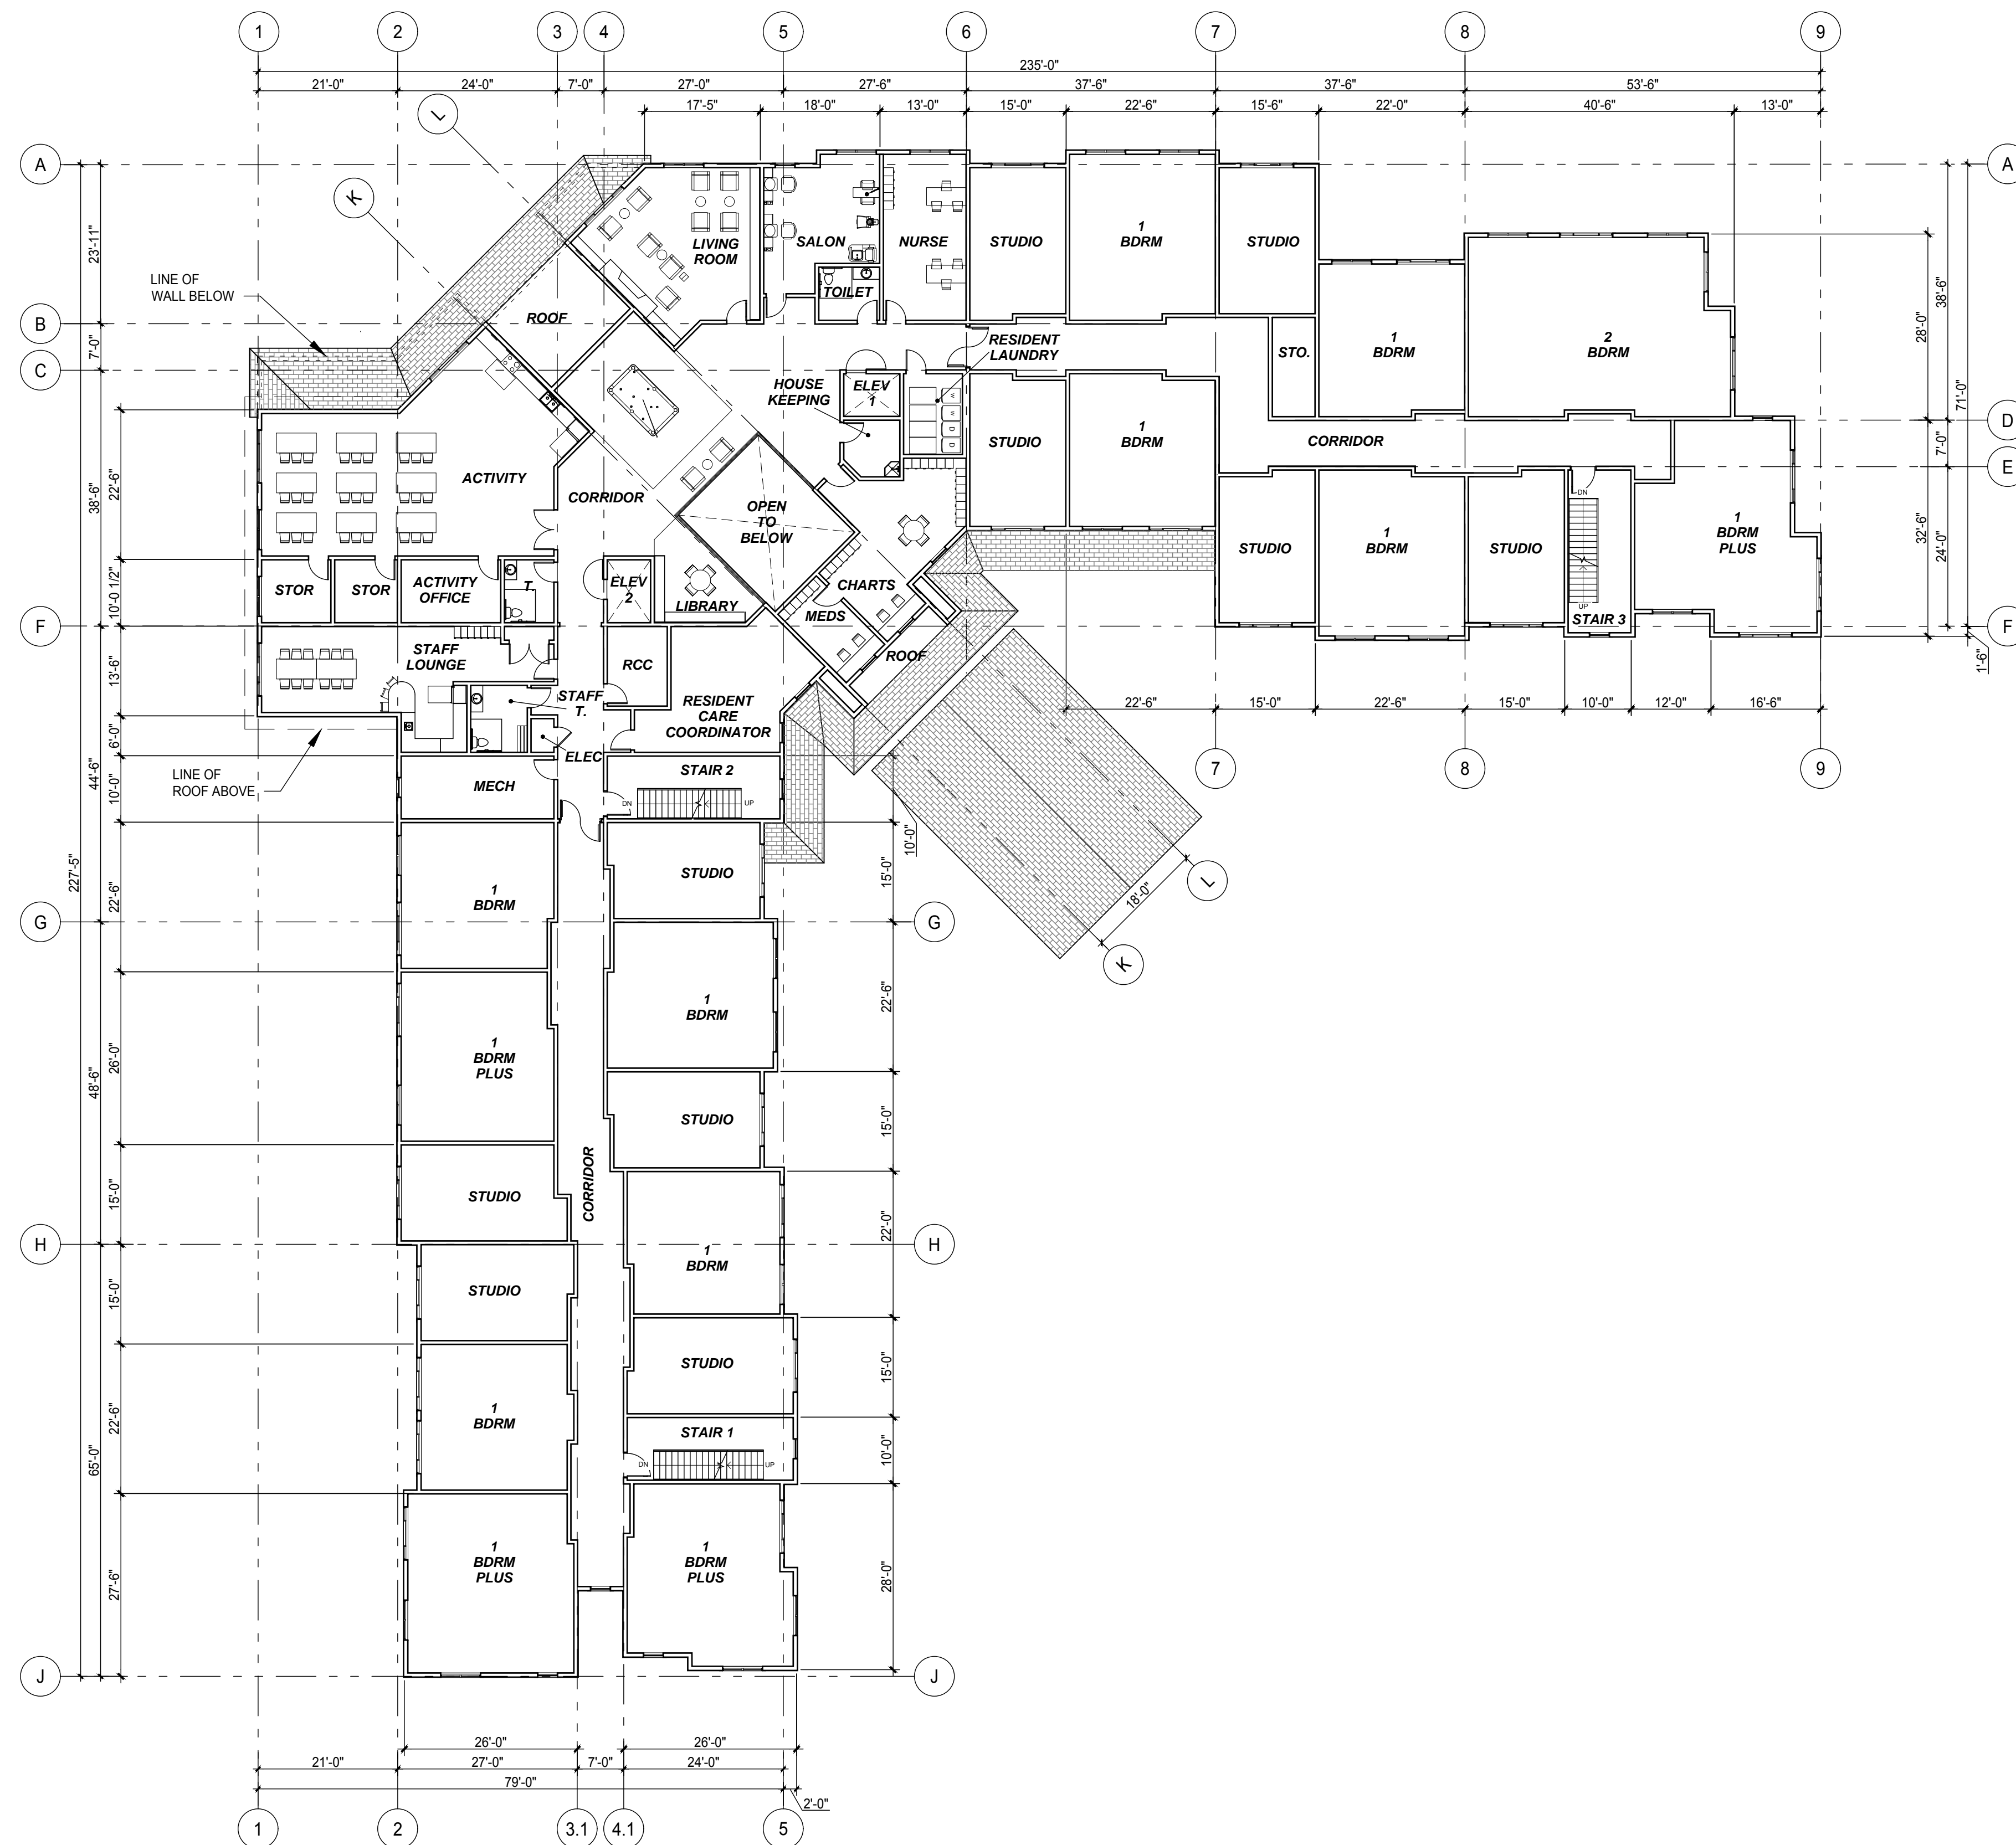 1 2 3 4 5 6 7 8 9
235'-0"
21'-0" 24'-0" 7'-0" 27'-0" 27'-6" 37'-6" 37'-6" 53'-6"
17'-5" 18'-0" 13'-0" 15'-0" 22'-6" 15'-6" 22'-0" 40'-6" 13'-0"
L
K
A A
B
C
D
E
F F
G G
H H
J J
23'-11"
7'-0"
38'-6"
44'-6"
48'-6"
65'-0"
227'-5"
22'-6"
10'-0 1/2"
13'-6"
6'-0"
10'-0"
22'-6"
26'-0"
15'-0"
15'-0"
22'-6"
27'-6"
LINE OF
WALL BELOW
LINE OF
ROOF ABOVE
LIVING
ROOM
SALON
TOILET
NURSE
STUDIO
1
BDRM
STUDIO
ROOF
RESIDENT
LAUNDRY
STO.
1
BDRM
2
BDRM
HOUSE
KEEPING
ELEV
1
W
W
D
D
STUDIO
1
BDRM
CORRIDOR
ACTIVITY
CORRIDOR
OPEN
TO
BELOW
STUDIO
1
BDRM
STUDIO
DN
UP
STAIR 3
1
BDRM
PLUS
STOR
STOR
ACTIVITY
OFFICE
T.
ELEV
2
LIBRARY
CHARTS
MEDS
ROOF
STAFF
LOUNGE
RCC
STAFF
T.
RESIDENT
CARE
COORDINATOR
ELEC
MECH
STAIR 2
DN
UP
38'-6"
28'-0"
71'-0"
7'-0"
32'-6"
24'-0"
1'-6"
22'-6" 15'-0" 22'-6" 15'-0" 10'-0" 12'-0" 16'-6"
7 8 9
10'-0"
15'-0"
22'-6"
15'-0"
22'-0"
15'-0"
10'-0"
28'-0"
18'-0"
L
K
1
BDRM
STUDIO
1
BDRM
1
BDRM
PLUS
STUDIO
STUDIO
CORRIDOR
1
BDRM
STUDIO
STUDIO
1
BDRM
STAIR 1
DN
UP
1
BDRM
PLUS
1
BDRM
PLUS
26'-0" 26'-0"
21'-0" 27'-0" 7'-0" 24'-0"
79'-0"
2'-0"
1 2 3.1 4.1 5